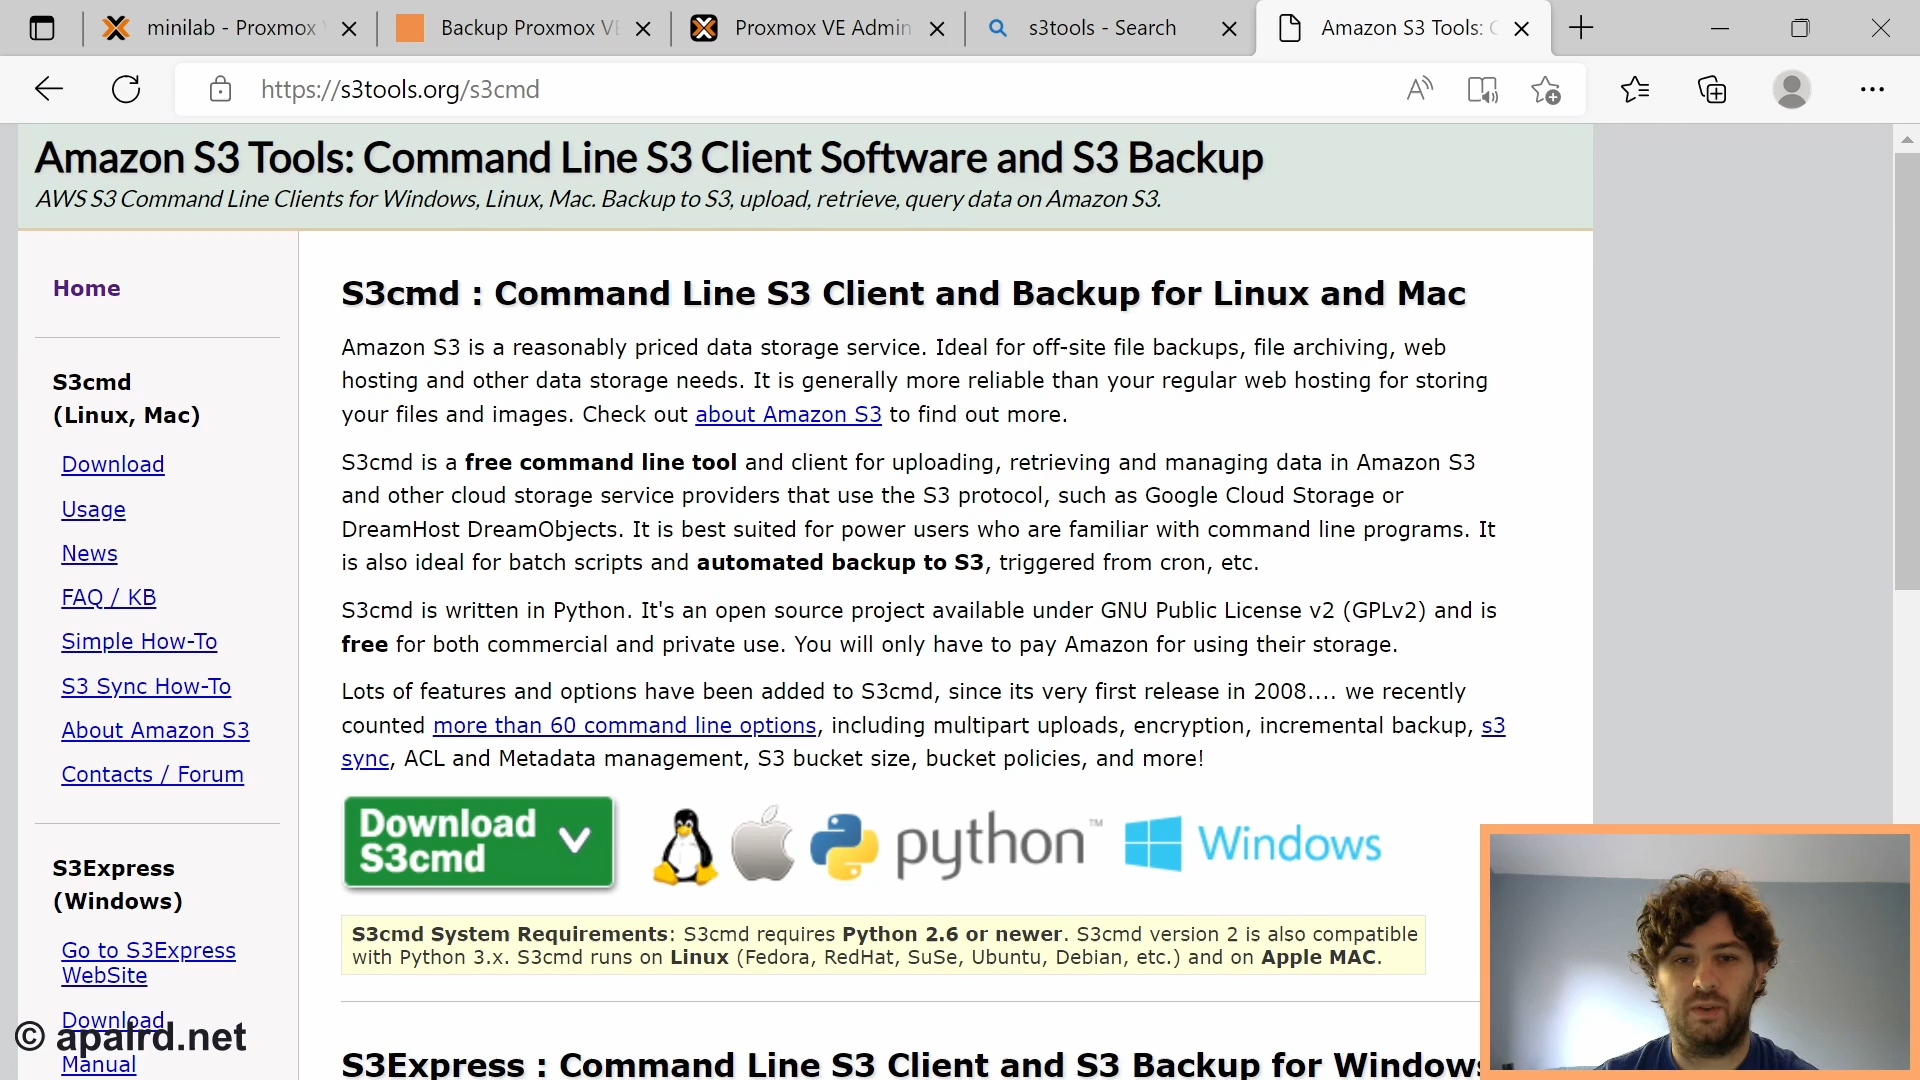 minilab - Proxmox
Backup Proxmox VE
Proxmox VE Admin
s3tools - Search
Amazon S3 Tools: C
https://s3tools.org/s3cmd
Amazon S3 Tools: Command Line S3 Client Software and S3 Backup
AWS S3 Command Line Clients for Windows, Linux, Mac. Backup to S3, upload, retrieve, query data on Amazon S3.
Home
S3cmd
(Linux, Mac)
Download
Usage
News
FAQ / KB
Simple How-To
S3 Sync How-To
About Amazon S3
Contacts / Forum
S3Express
(Windows)
Go to S3Express
WebSite
Download
Manual
S3cmd : Command Line S3 Client and Backup for Linux and Mac
Amazon S3 is a reasonably priced data storage service. Ideal for off-site file backups, file archiving, web
hosting and other data storage needs. It is generally more reliable than your regular web hosting for storing
your files and images. Check out about Amazon S3 to find out more.
S3cmd is a free command line tool and client for uploading, retrieving and managing data in Amazon S3
and other cloud storage service providers that use the S3 protocol, such as Google Cloud Storage or
DreamHost DreamObjects. It is best suited for power users who are familiar with command line programs. It
is also ideal for batch scripts and automated backup to S3, triggered from cron, etc.
S3cmd is written in Python. It's an open source project available under GNU Public License v2 (GPLv2) and is
free for both commercial and private use. You will only have to pay Amazon for using their storage.
Lots of features and options have been added to S3cmd, since its very first release in 2008.... we recently
counted more than 60 command line options, including multipart uploads, encryption, incremental backup, s3
sync, ACL and Metadata management, S3 bucket size, bucket policies, and more!
Download
S3cmd
python™
Windows
S3cmd System Requirements: S3cmd requires Python 2.6 or newer. S3cmd version 2 is also compatible
with Python 3.x. S3cmd runs on Linux (Fedora, RedHat, SuSe, Ubuntu, Debian, etc.) and on Apple MAC.
S3Express : Command Line S3 Client and S3 Backup for Windows
© apalrd.net